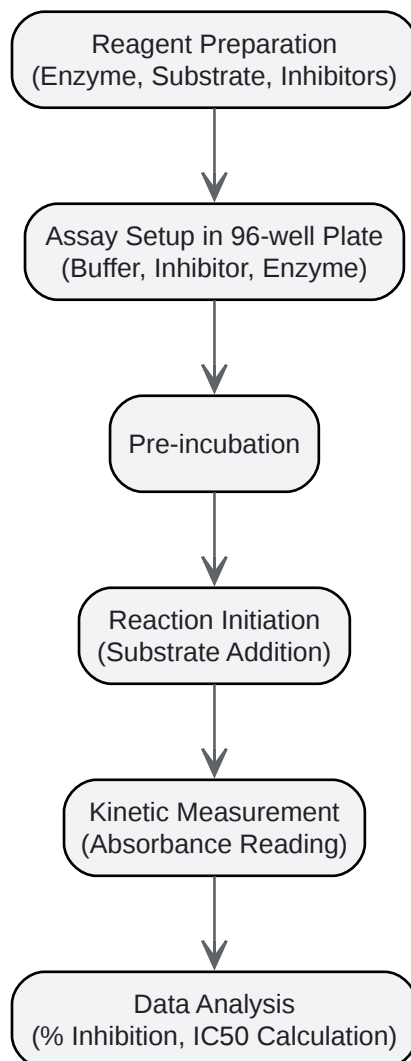 Reagent Preparation
(Enzyme, Substrate, Inhibitors)
Assay Setup in 96-well Plate
(Buffer, Inhibitor, Enzyme)
Pre-incubation
Reaction Initiation
(Substrate Addition)
Kinetic Measurement
(Absorbance Reading)
Data Analysis
(% Inhibition, IC50 Calculation)